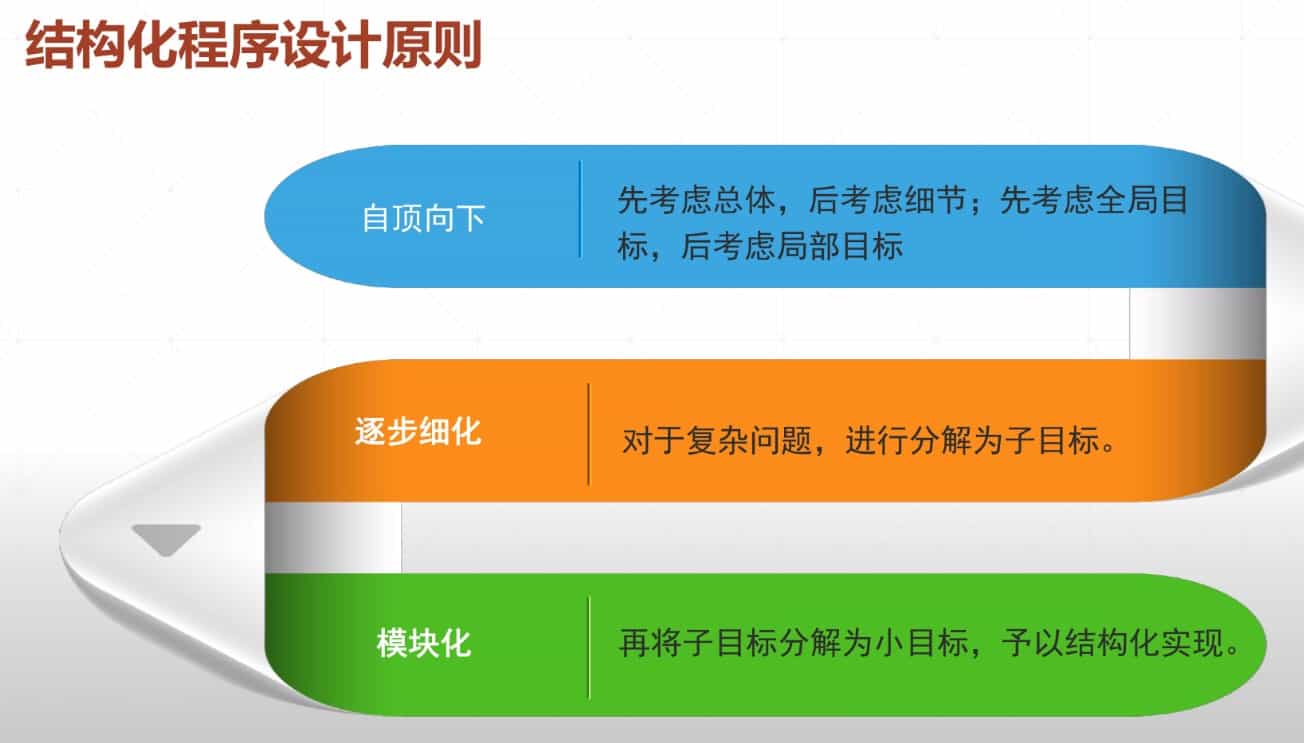 结构化程序设计原则
自顶向下
先考虑总体，后考虑细节；先考虑全局目
标，后考虑局部目标
逐步细化
对于复杂问题，进行分解为子目标。
模块化
再将子目标分解为小目标，予以结构化实现。